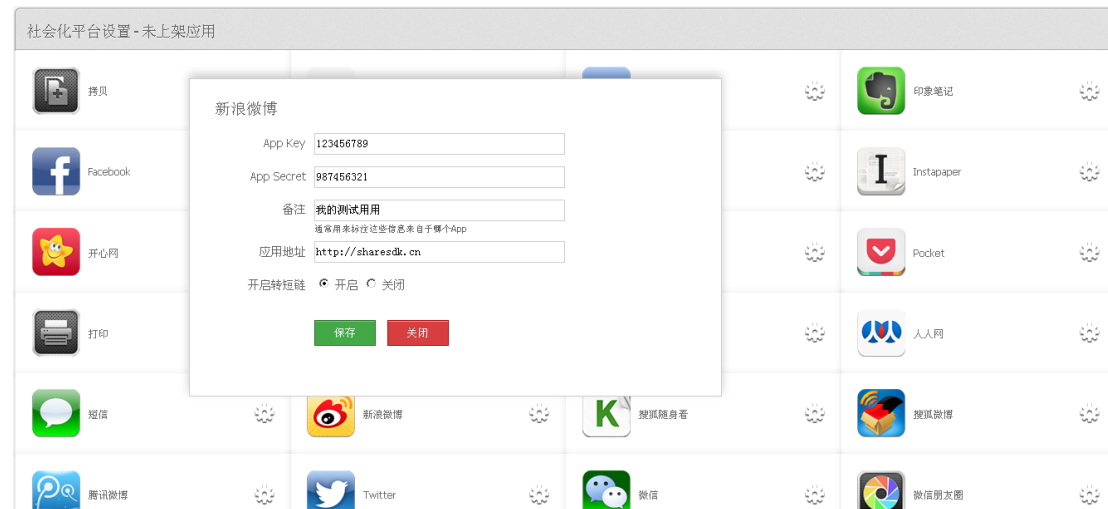 社会化平台设置 - 未上架应用
拷贝
印象笔记
新浪微博
App Key 123456789
Facebook
App Secret 987456321
Instapaper
备注 我的测试用用
通常用来标注这些信息来自于哪个App
开心网
应用地址 http://sharesdk.cn
Pocket
开启转短链 开启 关闭
打印
保存 关闭
人人网
短信
新浪微博
K
搜狐随身看
搜狐微博
腾讯微博
Twitter
微信
微信朋友圈